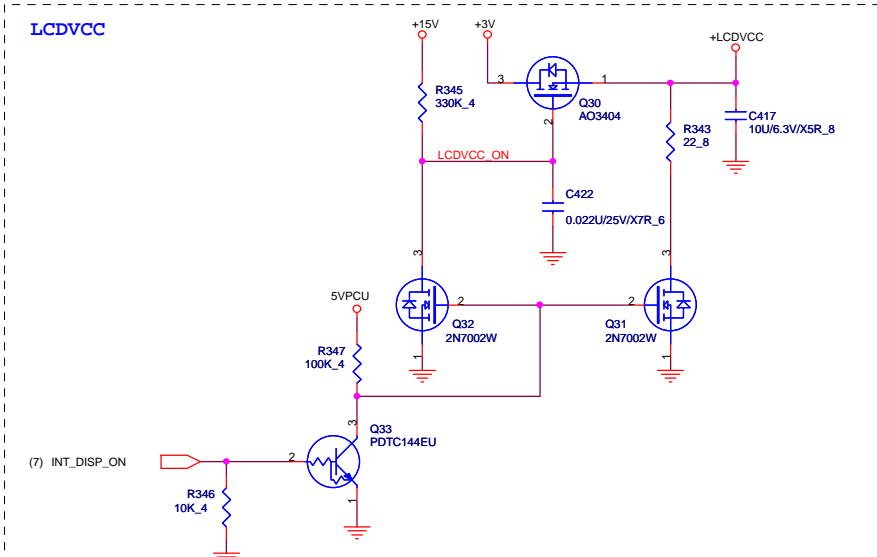 LCDVCC
+15V
+3V
+LCDVCC
R345
330K_4
3
1
Q30
AO3404
2
C417
10U/6.3V/X5R_8
R343
22_8
LCDVCC_ON
C422
0.022U/25V/X7R_6
3
3
5VPCU
2
2
Q32
2N7002W
Q31
2N7002W
1
1
R347
100K_4
3
Q33
PDTC144EU
(7) INT_DISP_ON
2
1
R346
10K_4